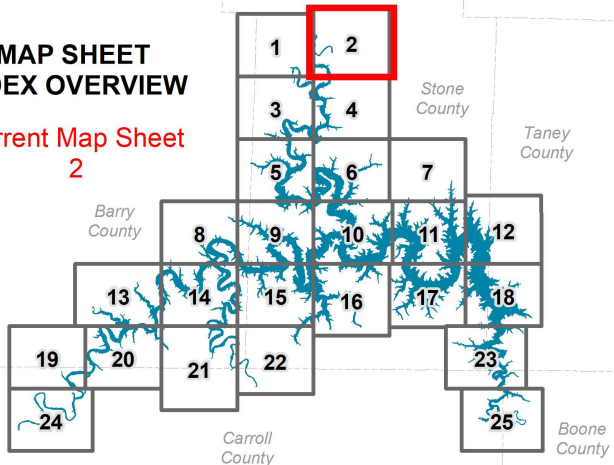 MAP SHEET
DEX OVERVIEW
rrent Map Sheet
2
1
2
3
4
Stone
County
Taney
County
5
6
7
Barry
County
8
9
10
11
12
13
14
15
16
17
18
19
20
21
22
23
24
25
Carroll
County
Boone
County